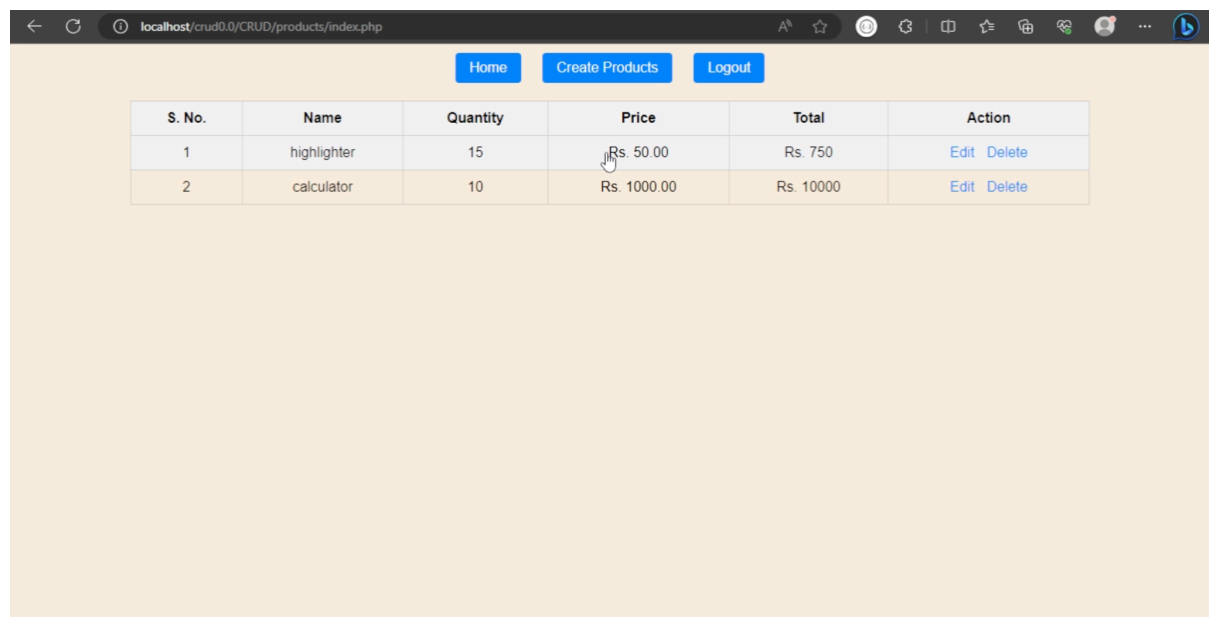 localhost/crud0.0/CRUD/products/index.php
Home Create Products Logout
S. No. Name Quantity Price Total Action
1 highlighter 15 Rs. 50.00 Rs. 750 Edit Delete
2 calculator 10 Rs. 1000.00 Rs. 10000 Edit Delete